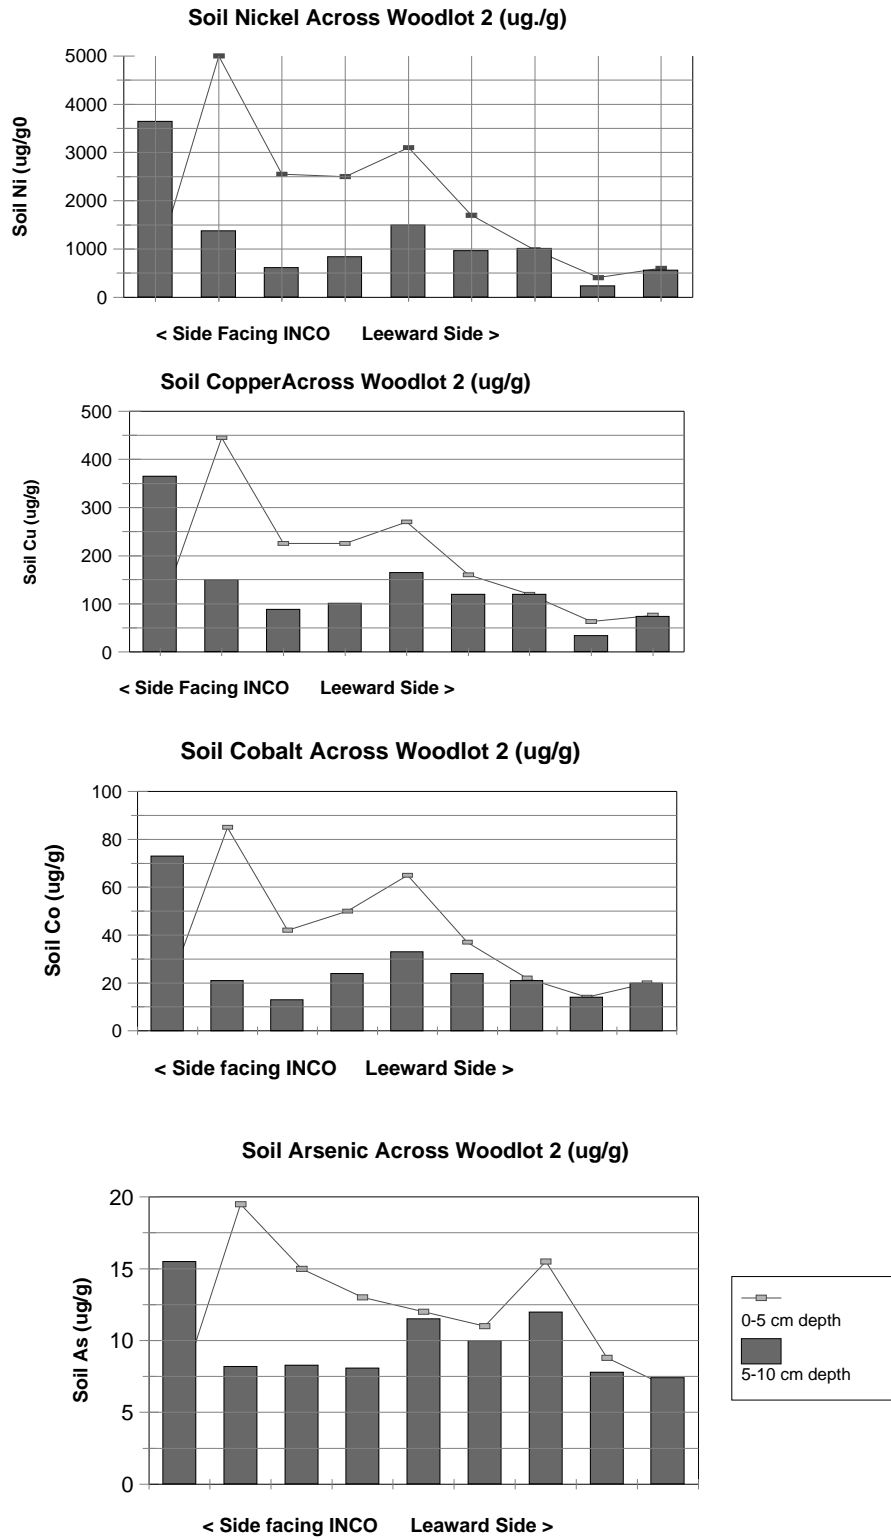 Soil Nickel Across Woodlot 2 (ug./g)
5000
4000
3000
2000
1000
0
Soil Ni (ug/g0
< Side Facing INCO Leeward Side >
Soil CopperAcross Woodlot 2 (ug/g)
500
400
300
200
100
0
Soil Cu (ug/g)
< Side Facing INCO Leeward Side >
Soil Cobalt Across Woodlot 2 (ug/g)
100
80
60
40
20
0
Soil Co (ug/g)
< Side facing INCO Leeward Side >
Soil Arsenic Across Woodlot 2 (ug/g)
20
15
10
5
0
Soil As (ug/g)
0-5 cm depth
5-10 cm depth
< Side facing INCO Leaward Side >